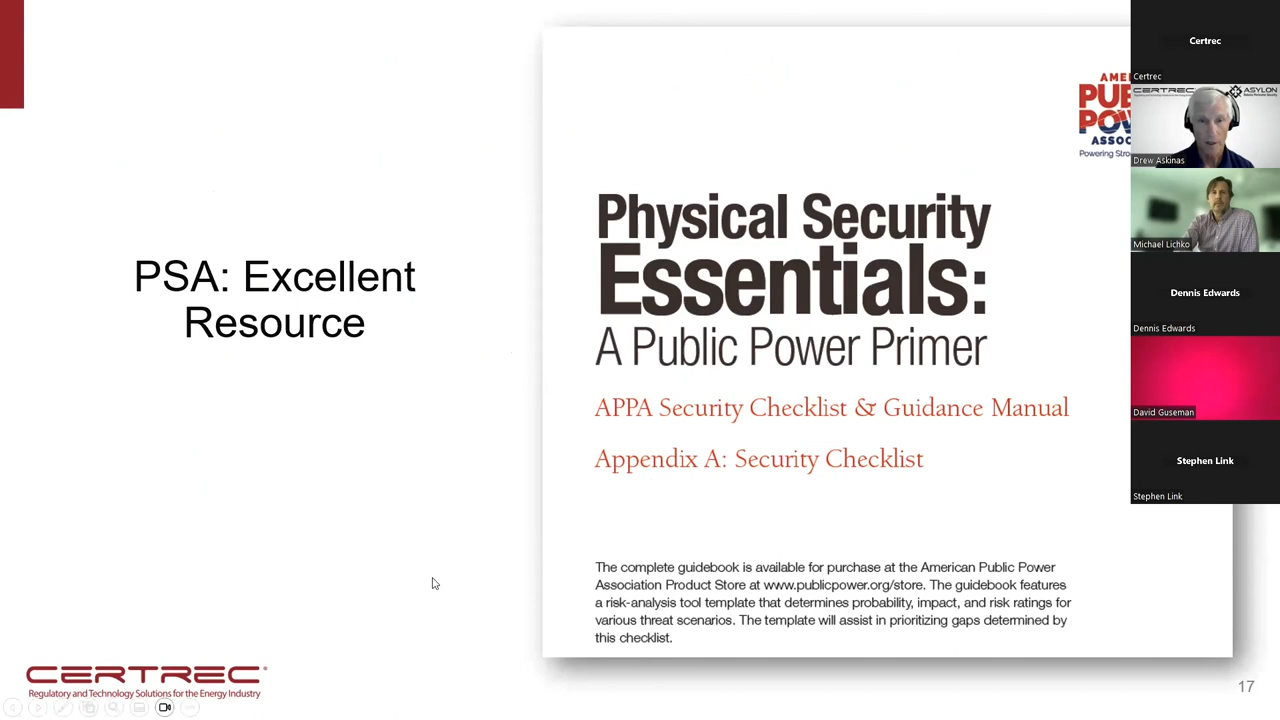 PSA: Excellent
Resource
AME
PU
PO
ASSOC
Powering Stro
Physical Security
Essentials:
A Public Power Primer
APPA Security Checklist & Guidance Manual
Appendix A: Security Checklist
The complete guidebook is available for purchase at the American Public Power
Association Product Store at www.publicpower.org/store. The guidebook features
a risk-analysis tool template that determines probability, impact, and risk ratings for
various threat scenarios. The template will assist in prioritizing gaps determined by
this checklist.
CERTREC
Regulatory and Technology Solutions for the Energy Industry
17
Certrec
Certrec
CERTREC
ASYLON
Drew Askinas
Michael Lichko
Dennis Edwards
Dennis Edwards
David Guseman
Stephen Link
Stephen Link